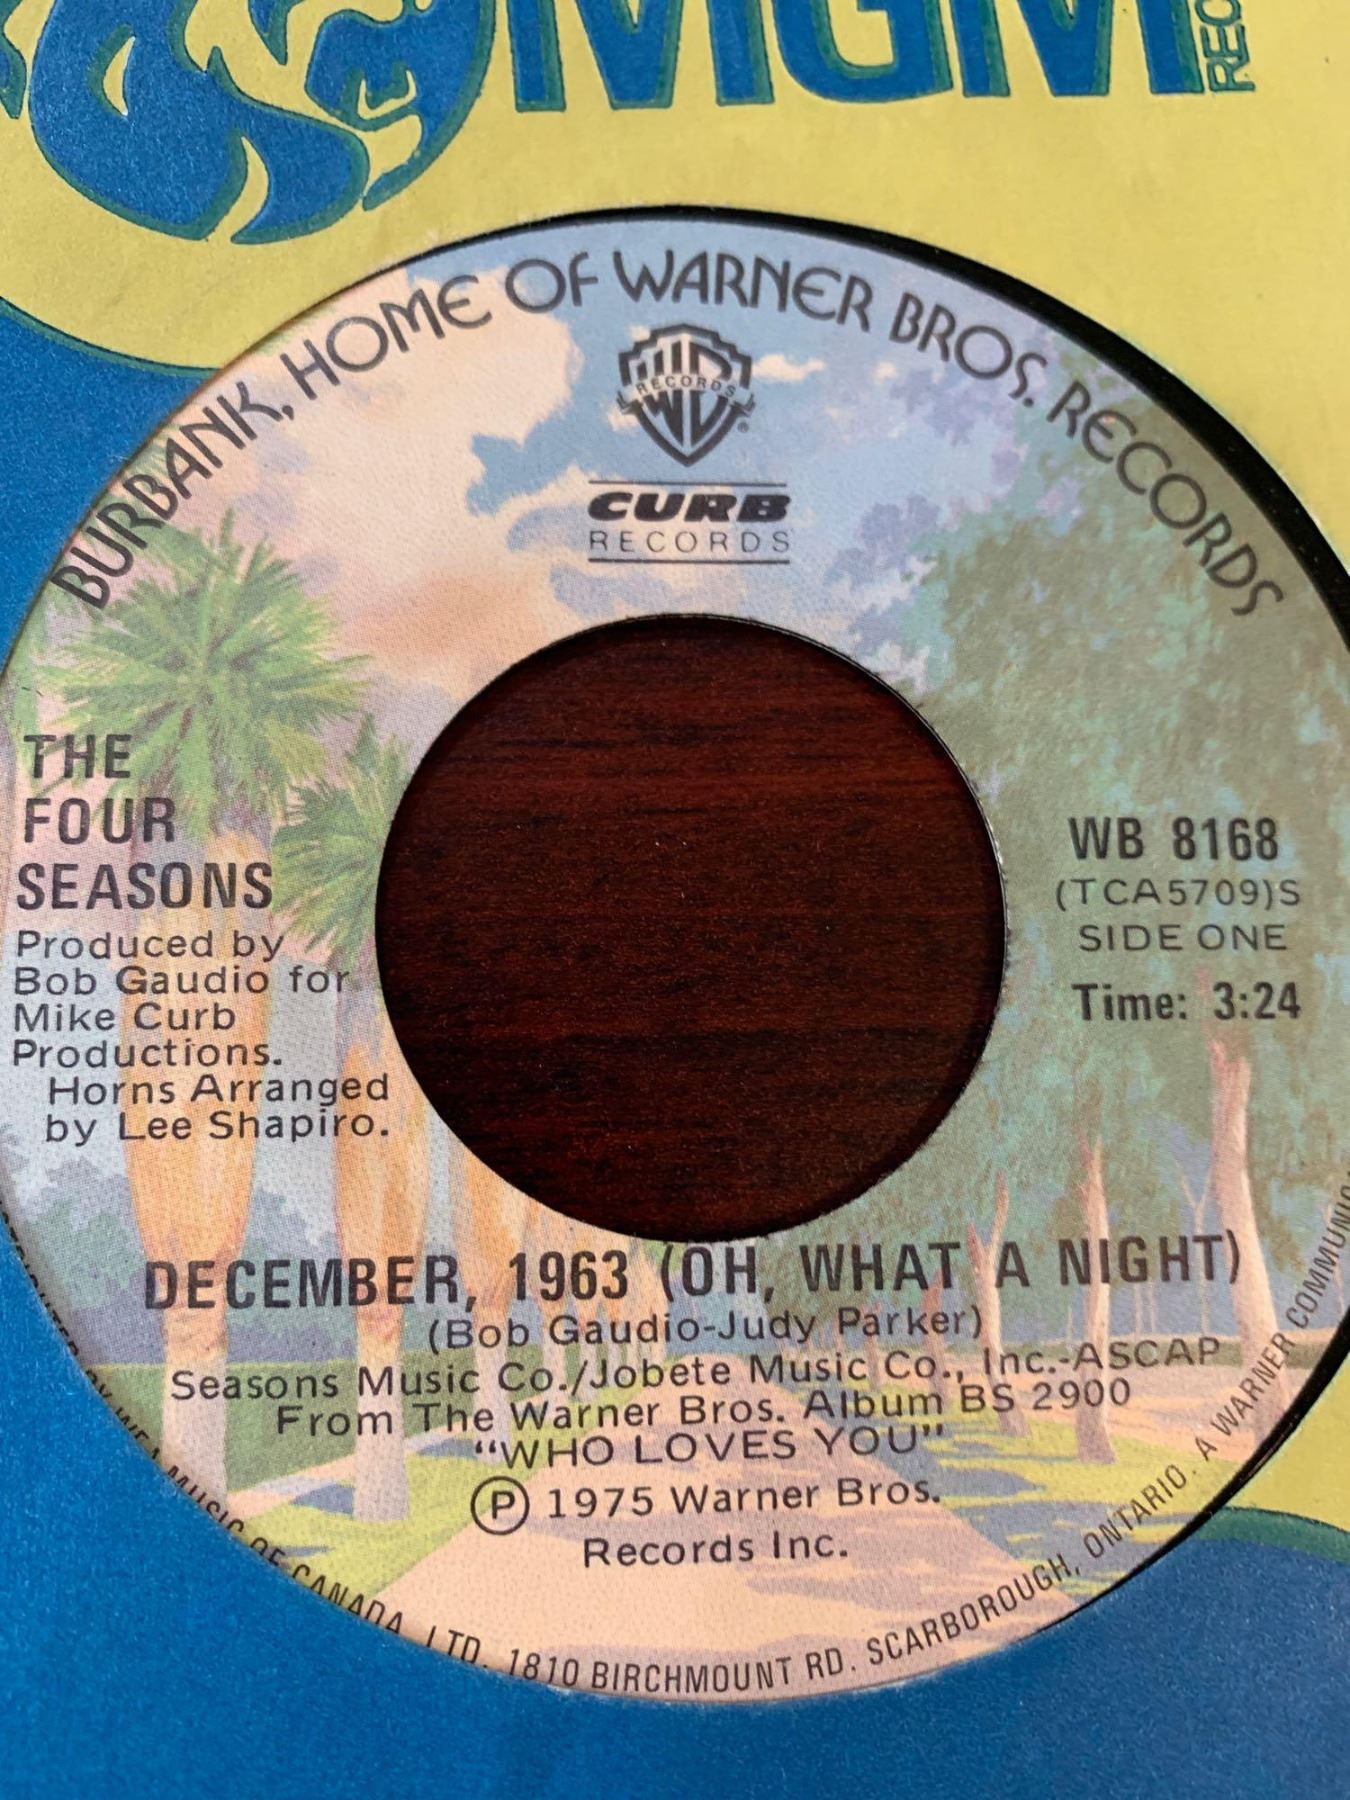 MGM
BURBANK, HOME OF WARNER BROS. RECORDS
RECORDS
CURB
RECORDS
THE
FOUR
SEASONS
Produced by
Bob Gaudio for
Mike Curb
Productions.
Horns Arranged
by Lee Shapiro.
WB 8168
(TCA5709)S
SIDE ONE
Time: 3:24
DECEMBER, 1963 (OH, WHAT A NIGHT)
(Bob Gaudio-Judy Parker)
Seasons Music Co./Jobete Music Co., Inc.-ASCAP
From The Warner Bros. Album BS 2900
“WHO LOVES YOU”
Ⓟ 1975 Warner Bros.
Records Inc.
MUSIC OF CANADA, LTD. 1810 BIRCHMOUNT RD. SCARBOROUGH, ONTARIO. A WARNER